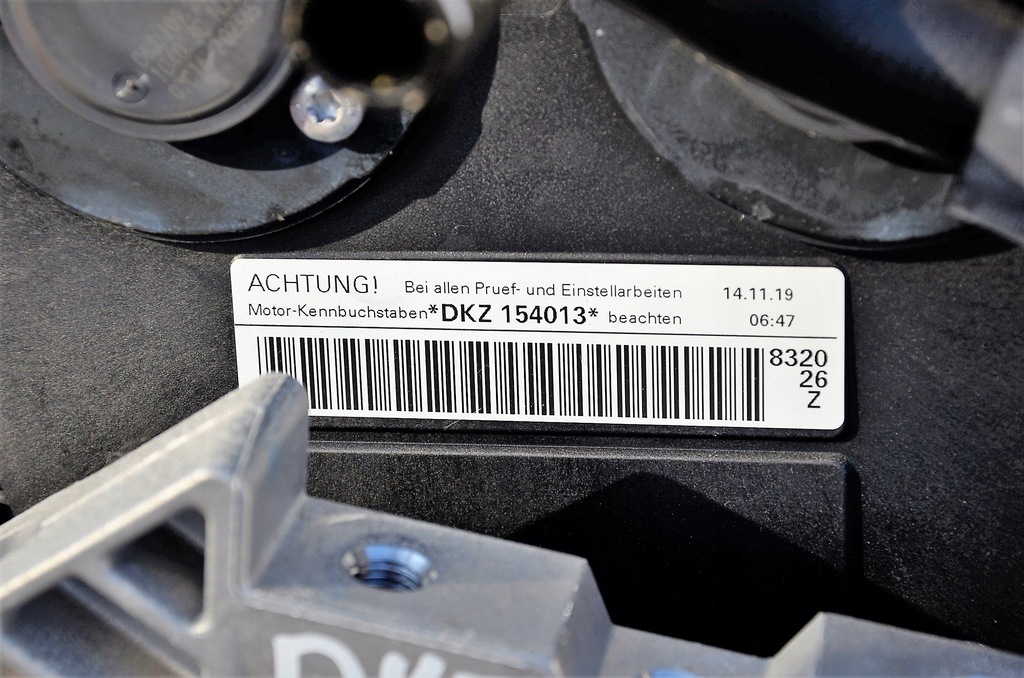 ACHTUNG! Bei allen Pruef- und Einstellarbeiten 14.11.19
Motor-Kennbuchstaben*DKZ 154013* beachten 06:47
8320
26
Z